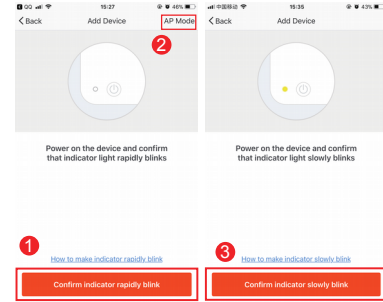 QQ 15:27 46%
Back Add Device AP Mode
2
Power on the device and confirm
that indicator light rapidly blinks
1
How to make indicator rapidly blink
Confirm indicator rapidly blink
中国移动 15:35 43%
Back Add Device
Power on the device and confirm
that indicator light slowly blinks
3
How to make indicator slowly blink
Confirm indicator slowly blink